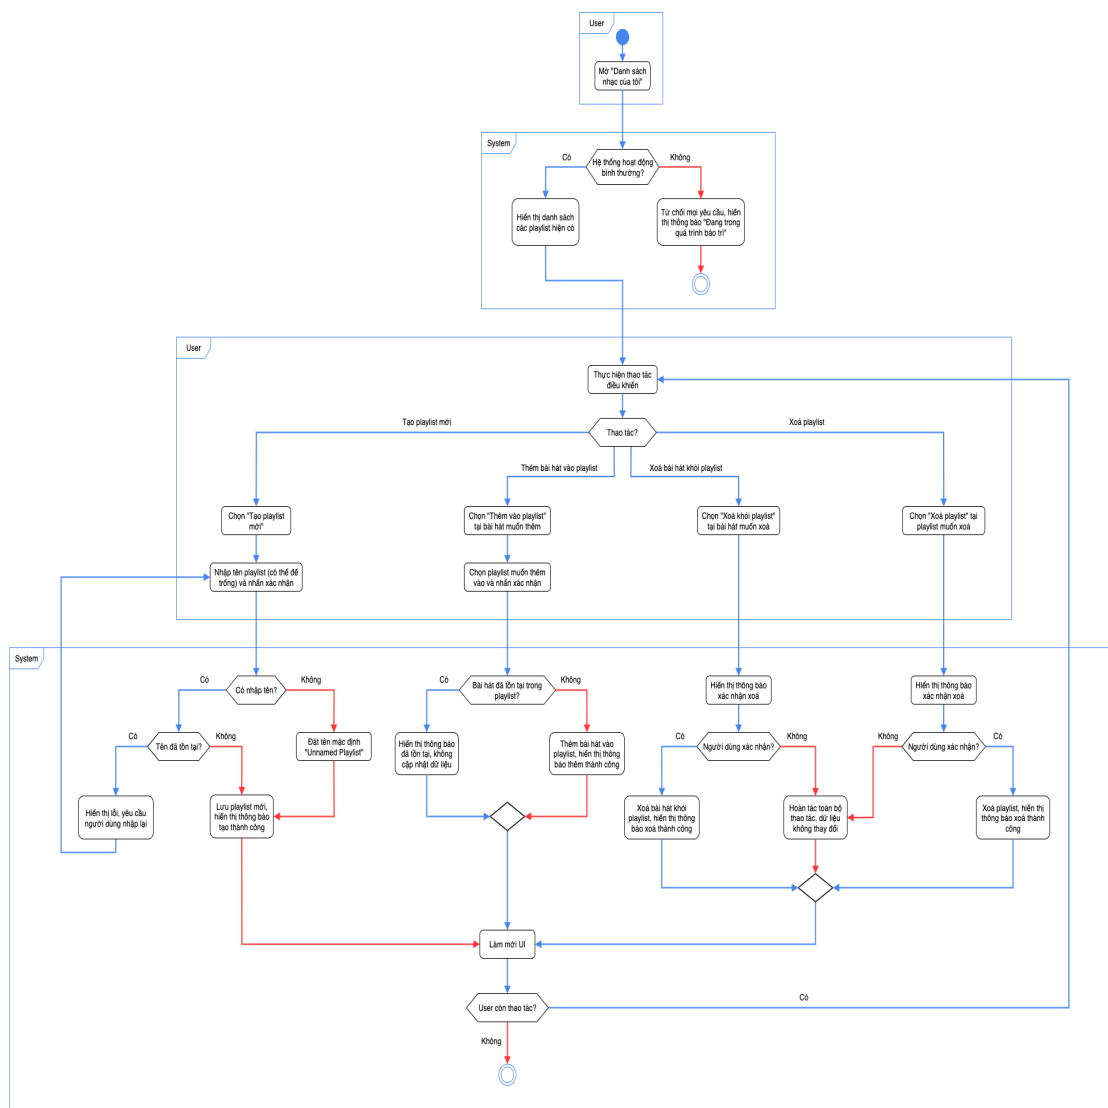 User
Mở "Danh sách
nhạc của tôi"
System
Có
Hệ thống hoạt động
bình thường?
Không
Hiển thị danh sách
các playlist hiện có
Từ chối mọi yêu cầu, hiển
thị thông báo "Đang trong
quá trình bảo trì"
User
Thực hiện thao tác
điều khiển
Thao tác?
Tạo playlist mới
Xoá playlist
Thêm bài hát vào playlist
Xoá bài hát khỏi playlist
Chọn "Tạo playlist
mới"
Chọn "Thêm vào playlist"
tại bài hát muốn thêm
Chọn "Xoá khỏi playlist"
tại bài hát muốn xoá
Chọn "Xoá playlist" tại
playlist muốn xoá
Nhập tên playlist (có thể để
trống) và nhấn xác nhận
Chọn playlist muốn thêm
vào và nhấn xác nhận
System
Có
Có nhập tên?
Không
Có
Bài hát đã tồn tại trong
playlist?
Không
Hiển thị thông báo
xác nhận xoá
Hiển thị thông báo
xác nhận xoá
Có
Tên đã tồn tại?
Không
Đặt tên mặc định
"Unnamed Playlist"
Hiển thị thông báo
đã tồn tại, không
cập nhật dữ liệu
Thêm bài hát vào
playlist, hiển thị thông
báo thêm thành công
Có
Người dùng xác nhận?
Không
Không
Người dùng xác nhận?
Có
Hiển thị lỗi, yêu cầu
người dùng nhập lại
Lưu playlist mới,
hiển thị thông báo
tạo thành công
Xoá bài hát khỏi
playlist, hiển thị thông
báo xoá thành công
Hoàn tác toàn bộ
thao tác, dữ liệu
không thay đổi
Xoá playlist, hiển thị
thông báo xoá thành
công
Làm mới UI
User còn thao tác?
Có
Không